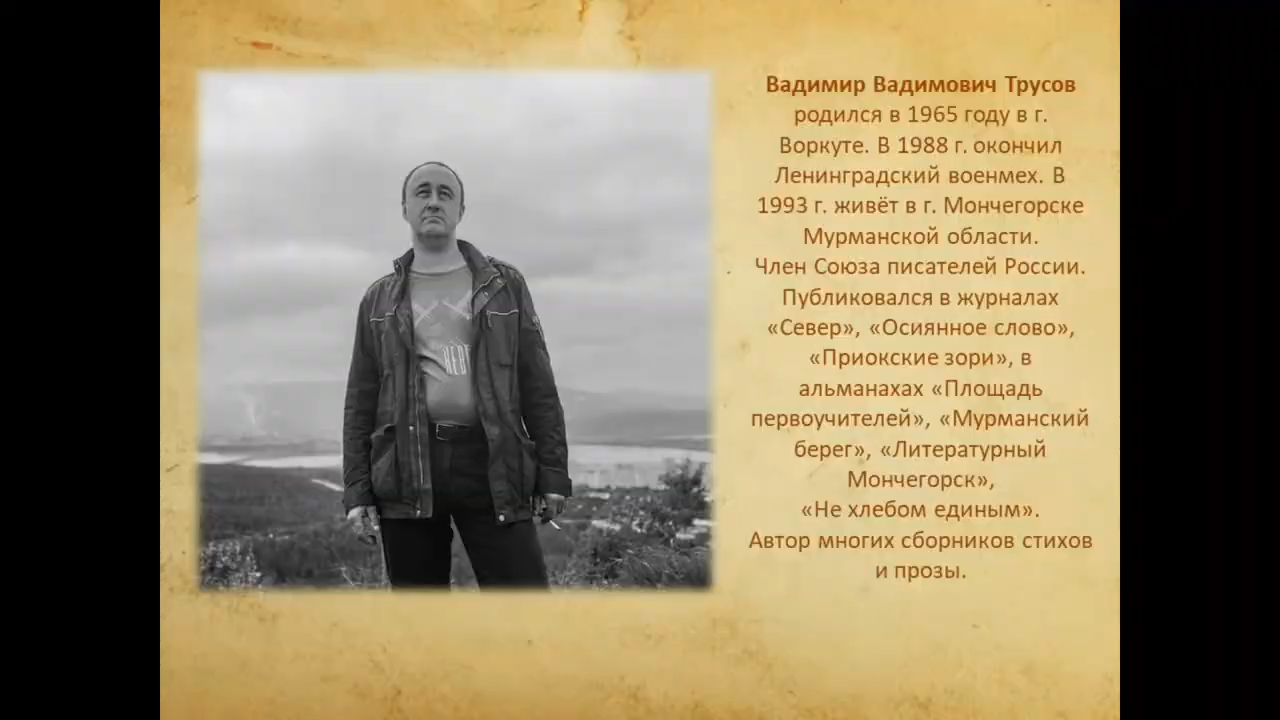 Вадимир Вадимович Трусов
родился в 1965 году в г.
Воркуте. В 1988 г. окончил
Ленинградский военмех. В
1993 г. живёт в г. Мончегорске
Мурманской области.
Член Союза писателей России.
Публиковался в журналах
«Север», «Осиянное слово»,
«Приокские зори», в
альманахах «Площадь
первоучителей», «Мурманский
берег», «Литературный
Мончегорск»,
«Не хлебом единым».
Автор многих сборников стихов
и прозы.